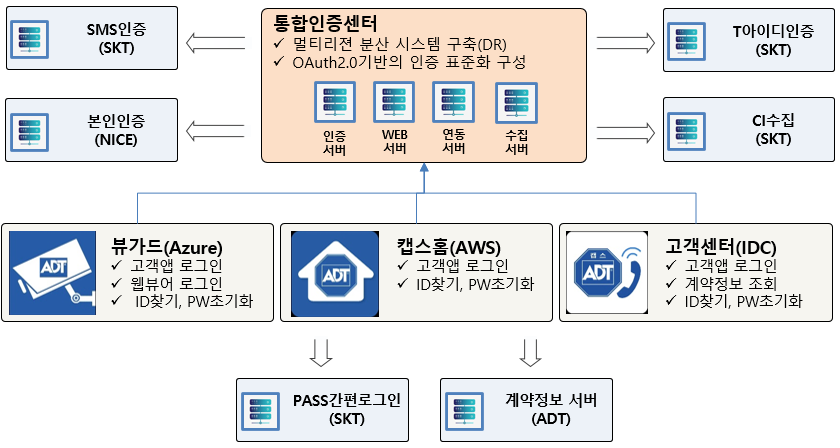 SMS인증
(SKT)
통합인증센터
✓ 멀티리젼 분산 시스템 구축(DR)
✓ OAuth2.0기반의 인증 표준화 구성
T아이디인증
(SKT)
본인인증
(NICE)
인증
서버
WEB
서버
연동
서버
수집
서버
CI수집
(SKT)
ADT
뷰가드(Azure)
✓ 고객앱 로그인
✓ 웹뷰어 로그인
✓ ID찾기, PW초기화
ADT
캡스홈(AWS)
✓ 고객앱 로그인
✓ ID찾기, PW초기화
캡스
ADT
고객센터(IDC)
✓ 고객앱 로그인
✓ 계약정보 조회
✓ ID찾기, PW초기화
PASS간편로그인
(SKT)
계약정보 서버
(ADT)